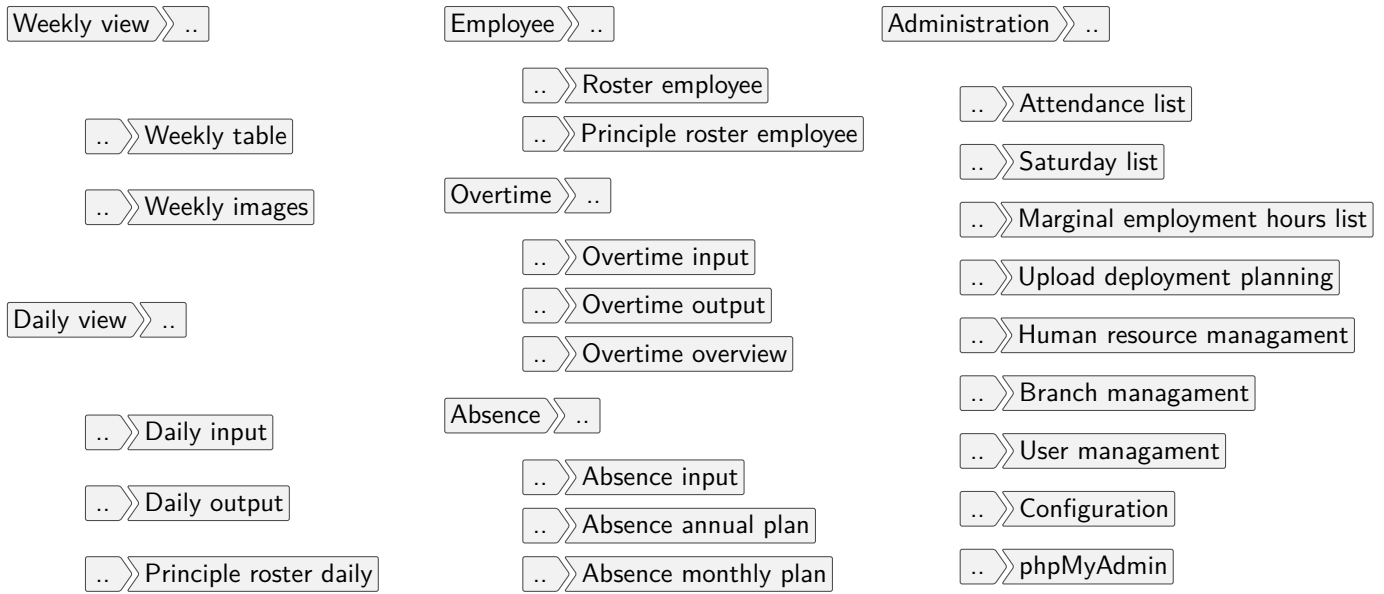 Weekly view ..
.. Weekly table
.. Weekly images
Daily view ..
.. Daily input
.. Daily output
.. Principle roster daily
Employee ..
.. Roster employee
.. Principle roster employee
Overtime ..
.. Overtime input
.. Overtime output
.. Overtime overview
Absence ..
.. Absence input
.. Absence annual plan
.. Absence monthly plan
Administration ..
.. Attendance list
.. Saturday list
.. Marginal employment hours list
.. Upload deployment planning
.. Human resource managament
.. Branch managament
.. User managament
.. Configuration
.. phpMyAdmin